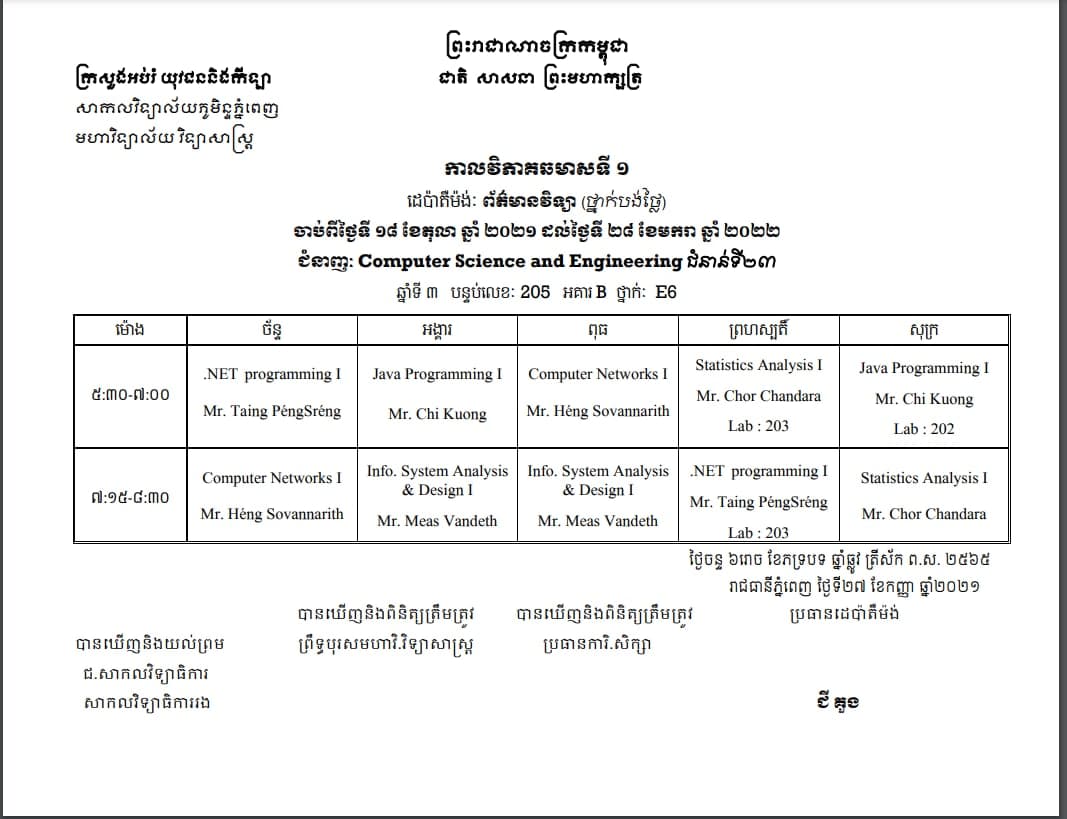 ព្រះរាជាណាចក្រកម្ពុជា
ជាតិ សាសនា ព្រះមហាក្សត្រ
ក្រសួងអប់រំ យុវជននិងកីឡា
សាកលវិទ្យាល័យភូមិន្ទភ្នំពេញ
មហាវិទ្យាល័យ វិទ្យាសាស្ត្រ
កាលវិភាគឆមាសទី ១
ដេប៉ាតឺម៉ង់: ព័ត៌មានវិទ្យា (ថ្នាក់បង់ថ្លៃ)
ចាប់ពីថ្ងៃទី ១៨ ខែតុលា ឆ្នាំ ២០២១ ដល់ថ្ងៃទី ២៨ ខែមករា ឆ្នាំ ២០២២
ជំនាញ: Computer Science and Engineering ជំនាន់ទី២៣
ឆ្នាំទី ៣ បន្ទប់លេខ: 205 អគារ B ថ្នាក់: E6
ម៉ោង ច័ន្ទ អង្គារ ពុធ ព្រហស្បតិ៍ សុក្រ
៥:៣០-៧:០០
.NET programming I
Mr. Taing PéngSréng
Java Programming I
Mr. Chi Kuong
Computer Networks I
Mr. Héng Sovannarith
Statistics Analysis I
Mr. Chor Chandara
Lab : 203
Java Programming I
Mr. Chi Kuong
Lab : 202
៧:១៥-៨:៣០
Computer Networks I
Mr. Héng Sovannarith
Info. System Analysis
& Design I
Mr. Meas Vandeth
Info. System Analysis
& Design I
Mr. Meas Vandeth
.NET programming I
Mr. Taing PéngSréng
Lab : 203
Statistics Analysis I
Mr. Chor Chandara
ថ្ងៃចន្ទ ៦រោច ខែភទ្របទ ឆ្នាំឆ្លូវ ត្រីស័ក ព.ស. ២៥៦៥
រាជធានីភ្នំពេញ ថ្ងៃទី២៧ ខែកញ្ញា ឆ្នាំ២០២១
បានឃើញនិងពិនិត្យត្រឹមត្រូវ បានឃើញនិងពិនិត្យត្រឹមត្រូវ ប្រធានដេប៉ាតឺម៉ង់
បានឃើញនិងយល់ព្រម ព្រឹទ្ធបុរសមហាវិ.វិទ្យាសាស្ត្រ ប្រធានការិ.សិក្សា
ជ.សាកលវិទ្យាធិការ
សាកលវិទ្យាធិការរង
ជី គួង